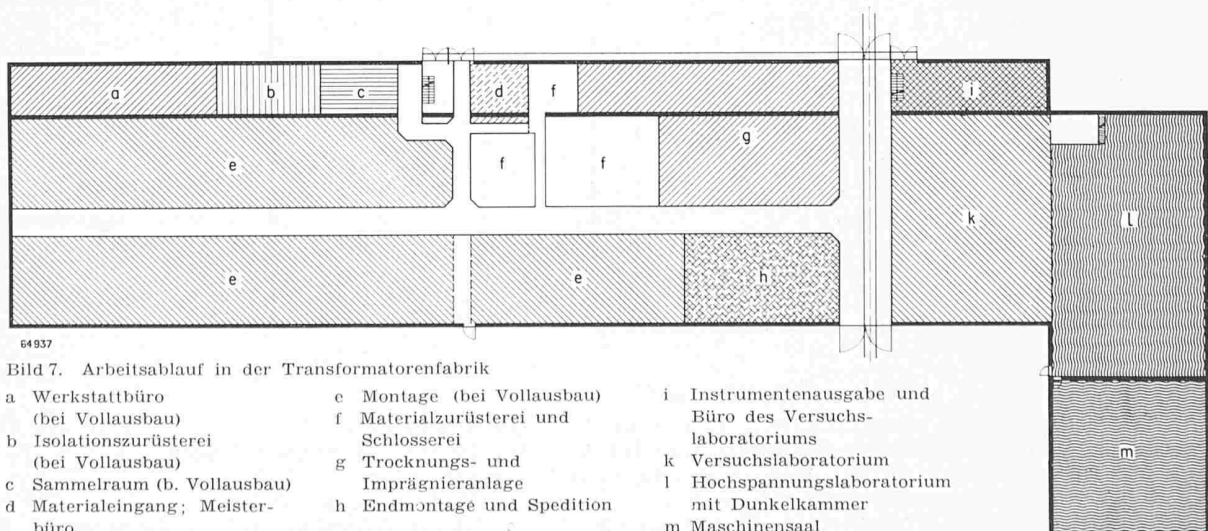 a
b
c
d
f
i
e
f
f
g
k
l
e
e
h
m
64937
Bild 7. Arbeitsablauf in der Transformatorenfabrik
a Werkstattbüro
(bei Vollausbau)
b Isolationszurüsterei
(bei Vollausbau)
c Sammelraum (b. Vollausbau)
d Materialeingang; Meister-
büro
e Montage (bei Vollausbau)
f Materialzurüsterei und
Schlosserei
g Trocknungs- und
Imprägnieranlage
h Endmontage und Spedition
i Instrumentenausgabe und
Büro des Versuchs-
laboratoriums
k Versuchslaboratorium
l Hochspannungslaboratorium
mit Dunkelkammer
m Maschinensaal